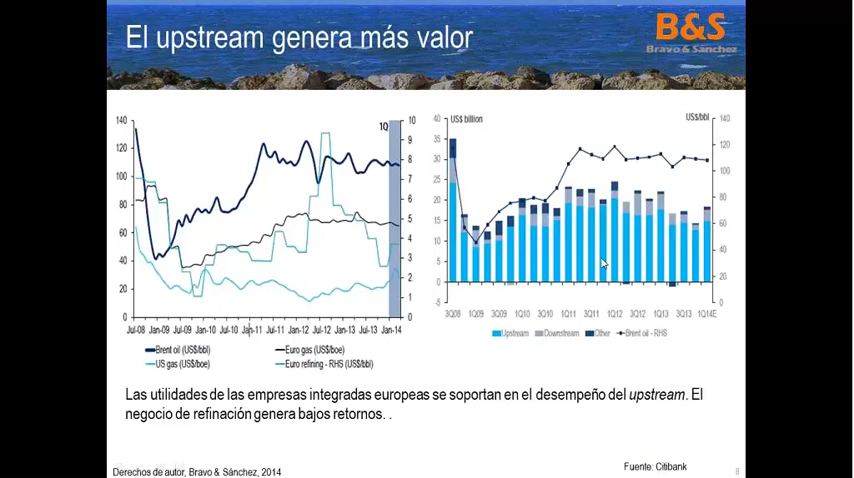 El upstream genera más valor
B&S
Bravo & Sánchez
140
120
100
80
60
40
20
0
1Q
10
9
8
7
6
5
4
3
2
1
0
Jul-08 Jan-09 Jul-09 Jan-10 Jul-10 Jan-11 Jul-11 Jan-12 Jul-12 Jan-13 Jul-13 Jan-14
Brent oil (US$/bbl)
Euro gas (US$/boe)
US gas (US$/boe)
Euro refining - RHS (US$/bbl)
US$ billion
US$/bbl
40
35
30
25
20
15
10
5
0
-5
140
120
100
80
60
40
20
0
3Q08 1Q09 3Q09 1Q10 3Q10 1Q11 3Q11 1Q12 3Q12 1Q13 3Q13 1Q14E
Upstream Downstream Other Brent oil - RHS
Las utilidades de las empresas integradas europeas se soportan en el desempeño del upstream. El
negocio de refinación genera bajos retornos. .
Derechos de autor, Bravo & Sánchez, 2014
Fuente: Citibank
8